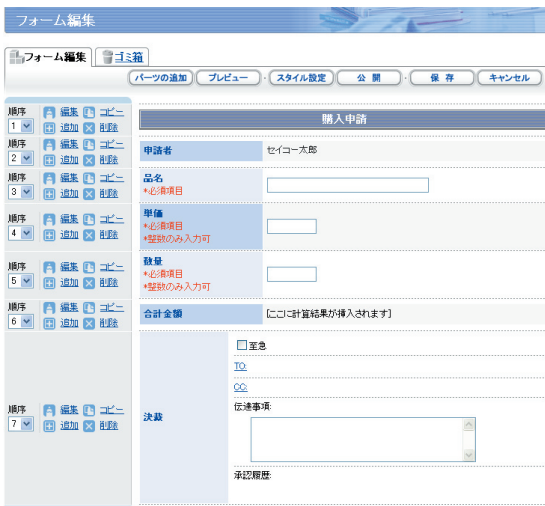 フォーム編集
フォーム編集 ゴミ箱
パーツの追加 プレビュー スタイル設定 公 開 保 存 キャンセル
順序 編集 コピー
1 追加 削除
購入申請
順序 編集 コピー
2 追加 削除
申請者 セイコー太郎
順序 編集 コピー
3 追加 削除
品名
*必須項目
順序 編集 コピー
4 追加 削除
単価
*必須項目
*整数のみ入力可
順序 編集 コピー
5 追加 削除
数量
*必須項目
*整数のみ入力可
順序 編集 コピー
6 追加 削除
合計金額 [ここに計算結果が挿入されます]
順序 編集 コピー
7 追加 削除
決裁
至急
TO:
CC:
伝達事項:
承認履歴: